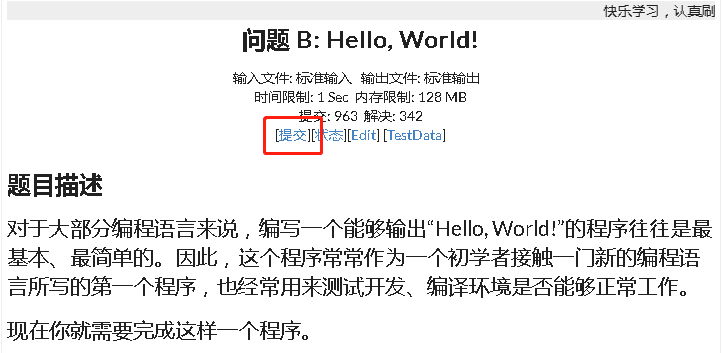 快乐学习，认真刷
问题 B: Hello, World!
输入文件: 标准输入 输出文件: 标准输出
时间限制: 1 Sec 内存限制: 128 MB
提交: 963 解决: 342
[提交][状态][Edit] [TestData]
题目描述
对于大部分编程语言来说，编写一个能够输出“Hello, World!”的程序往往是最
基本、最简单的。因此，这个程序常常作为一个初学者接触一门新的编程语
言所写的第一个程序，也经常用来测试开发、编译环境是否能够正常工作。
现在你就需要完成这样一个程序。